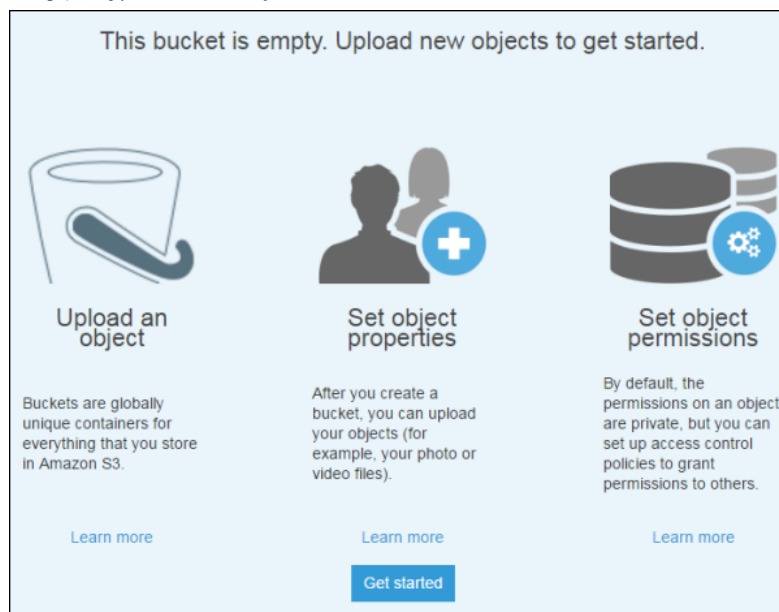 This bucket is empty. Upload new objects to get started.
Upload an
object
Buckets are globally
unique containers for
everything that you store
in Amazon S3.
Learn more
Set object
properties
After you create a
bucket, you can upload
your objects (for
example, your photo or
video files).
Learn more
Get started
Set object
permissions
By default, the
permissions on an object
are private, but you can
set up access control
policies to grant
permissions to others.
Learn more